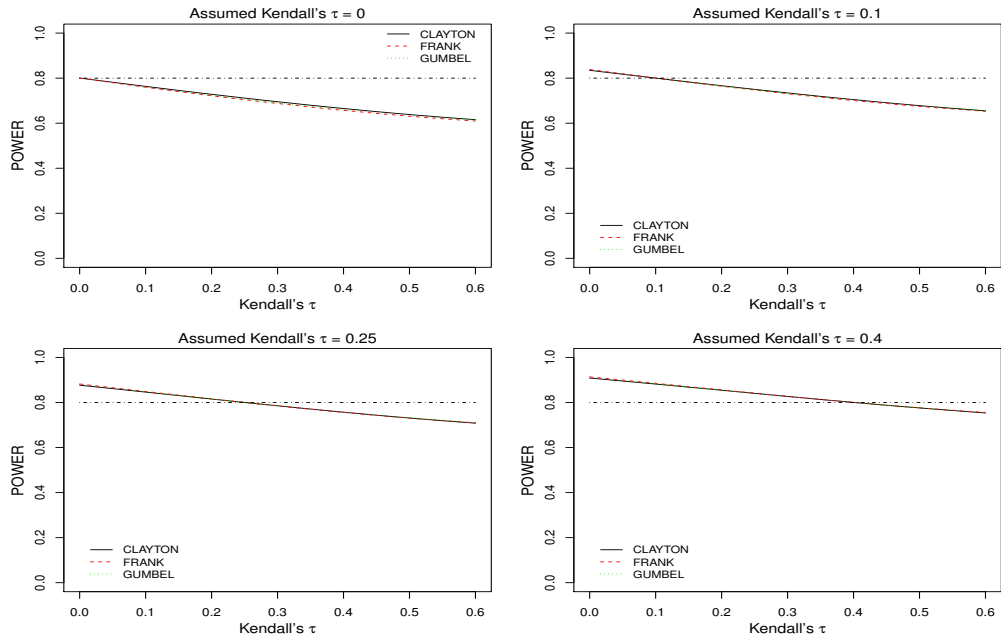 Assumed Kendall's τ = 0
1.0
0.8
0.6
0.4
0.2
0.0
POWER
CLAYTON
FRANK
GUMBEL
0.0 0.1 0.2 0.3 0.4 0.5 0.6
Kendall's τ
Assumed Kendall's τ = 0.1
1.0
0.8
0.6
0.4
0.2
0.0
POWER
CLAYTON
FRANK
GUMBEL
0.0 0.1 0.2 0.3 0.4 0.5 0.6
Kendall's τ
Assumed Kendall's τ = 0.25
1.0
0.8
0.6
0.4
0.2
0.0
POWER
CLAYTON
FRANK
GUMBEL
0.0 0.1 0.2 0.3 0.4 0.5 0.6
Kendall's τ
Assumed Kendall's τ = 0.4
1.0
0.8
0.6
0.4
0.2
0.0
POWER
CLAYTON
FRANK
GUMBEL
0.0 0.1 0.2 0.3 0.4 0.5 0.6
Kendall's τ